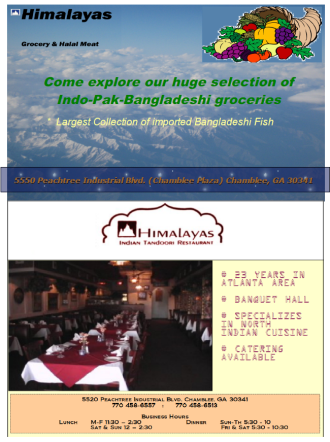 Himalayas
Grocery & Halal Meat
Come explore our huge selection of
Indo-Pak-Bangladeshi groceries
* Largest Collection of Imported Bangladeshi Fish
5550 Peachtree Industrial Blvd. (Chamblee Plaza) Chamblee, GA 30341
HIMALAYAS
INDIAN TANDOORI RESTAURANT
23 YEARS IN
ATLANTA AREA
BANQUET HALL
SPECIALIZES
IN NORTH
INDIAN CUISINE
CATERING
AVAILABLE
5520 PEACHTREE INDUSTRIAL BLVD. CHAMBLEE, GA 30341
770 458-6557 : 770 458-6513
BUSINESS HOURS
LUNCH M-F 11:30 – 2:30 DINNER SUN-TH 5:30 - 10
SAT & SUN 12 – 2:30 FRI & SAT 5:30 - 10:30